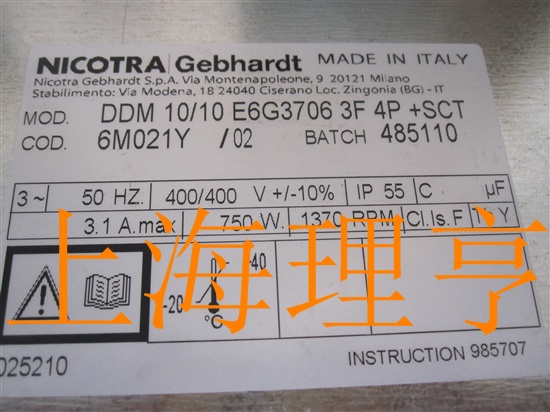 NICOTRA Gebhardt MADE IN ITALY
Nicotra Gebhardt S.p.A. Via Montenapoleone, 9 20121 Milano
Stabilimento: Via Modena, 18 24040 Ciserano Loc. Zingonia (BG) - IT
MOD. DDM 10/10 E6G3706 3F 4P +SCT
COD. 6M021Y /02 BATCH 485110
3 ~ 50 HZ. 400/400 V +/-10% IP 55 C µF
3.1 A.max 750 W. 1370 RPM Cl.Is.F Y
-20 +40
°C
025210
INSTRUCTION 985707
上海理亨